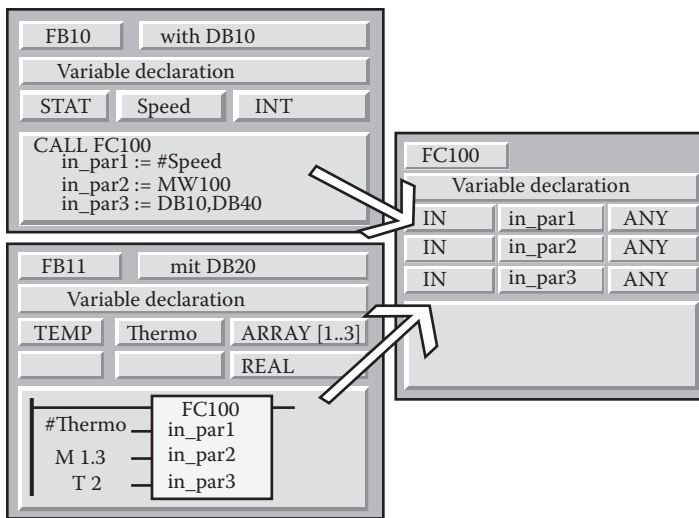 FB10 with DB10
Variable declaration
STAT Speed INT
CALL FC100
in_par1 := #Speed
in_par2 := MW100
in_par3 := DB10,DB40
FB11 mit DB20
Variable declaration
TEMP Thermo ARRAY [1..3]
REAL
FC100
#Thermo in_par1
M 1.3 in_par2
T 2 in_par3
FC100
Variable declaration
IN in_par1 ANY
IN in_par2 ANY
IN in_par3 ANY